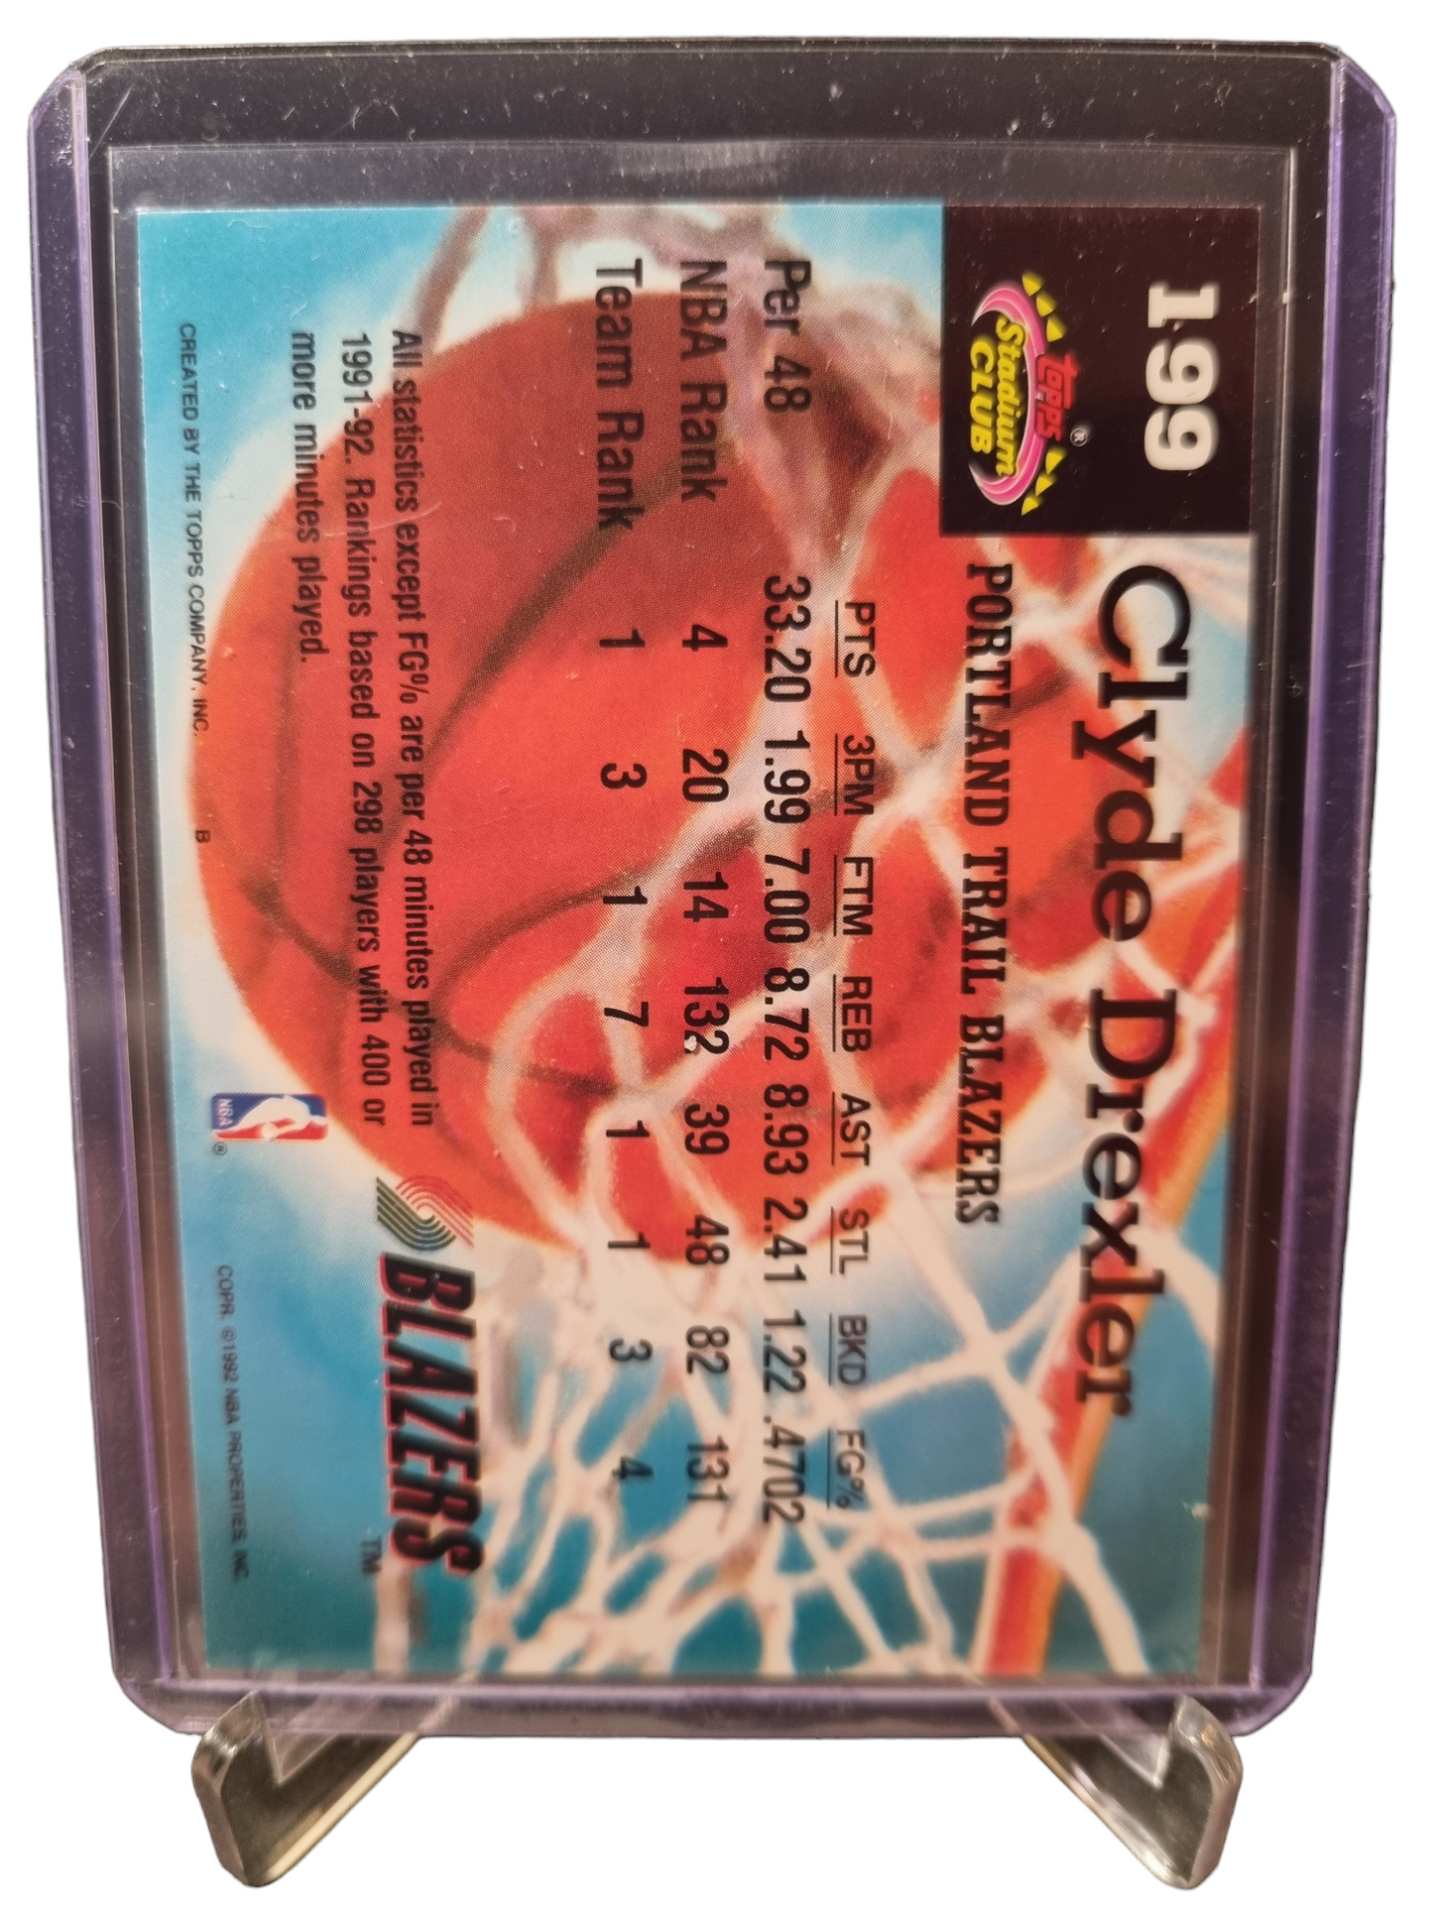 199
TOPPS®
Stadium
CLUB
Clyde Drexler
PORTLAND TRAIL BLAZERS
PTS 3PM FTM REB AST STL BKD FG%
Per 48 33.20 1.99 7.00 8.72 8.93 2.41 1.22 .4702
NBA Rank 4 20 14 132 39 48 82 131
Team Rank 1 3 1 7 1 1 3 4
All statistics except FG% are per 48 minutes played in
1991-92. Rankings based on 298 players with 400 or
more minutes played.
BLAZERS TM
NBA ®
CREATED BY THE TOPPS COMPANY, INC. B COPR. ©1992 NBA PROPERTIES, INC.